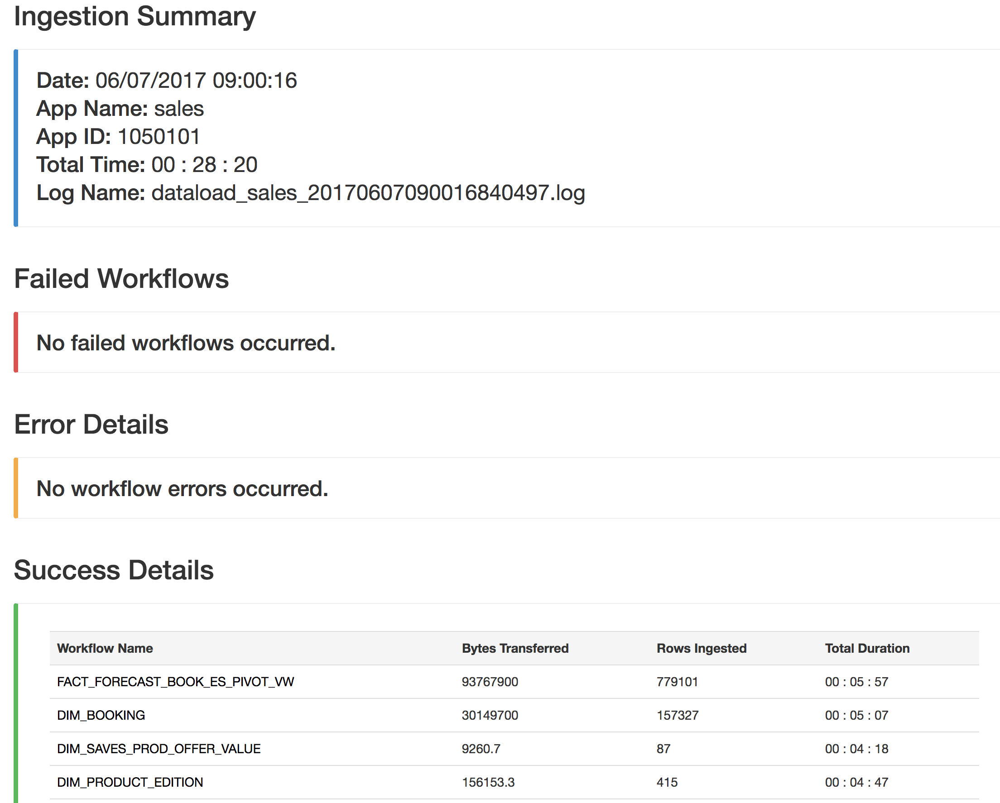 Ingestion Summary
Date: 06/07/2017 09:00:16
App Name: sales
App ID: 1050101
Total Time: 00 : 28 : 20
Log Name: dataload_sales_20170607090016840497.log
Failed Workflows
No failed workflows occurred.
Error Details
No workflow errors occurred.
Success Details
Workflow Name Bytes Transferred Rows Ingested Total Duration
FACT_FORECAST_BOOK_ES_PIVOT_VW 93767900 779101 00 : 05 : 57
DIM_BOOKING 30149700 157327 00 : 05 : 07
DIM_SAVES_PROD_OFFER_VALUE 9260.7 87 00 : 04 : 18
DIM_PRODUCT_EDITION 156153.3 415 00 : 04 : 47